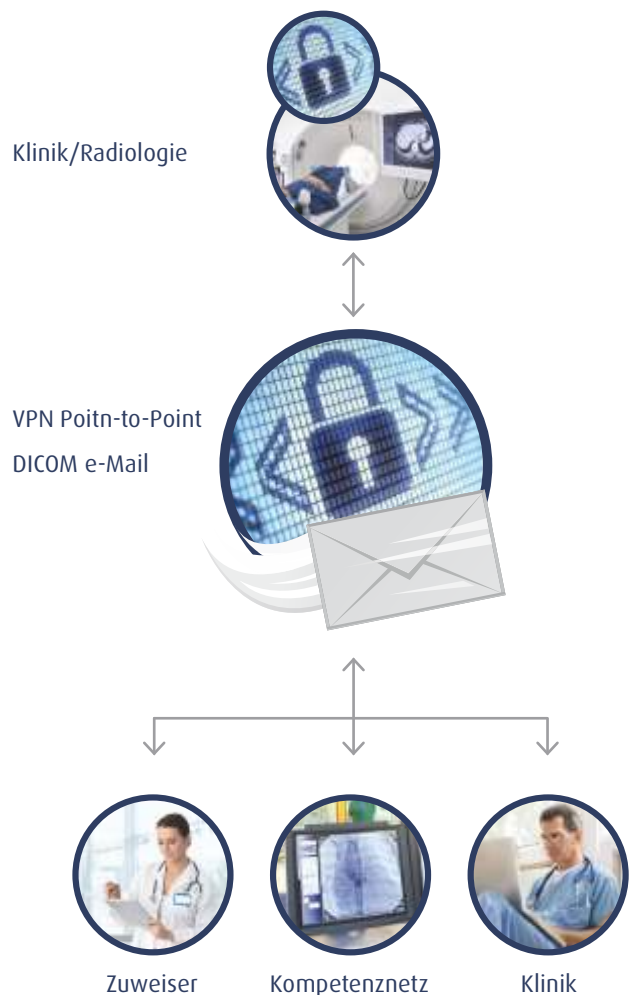 Klinik/Radiologie
VPN Poitn-to-Point
DICOM e-Mail
Zuweiser
Kompetenznetz
Klinik